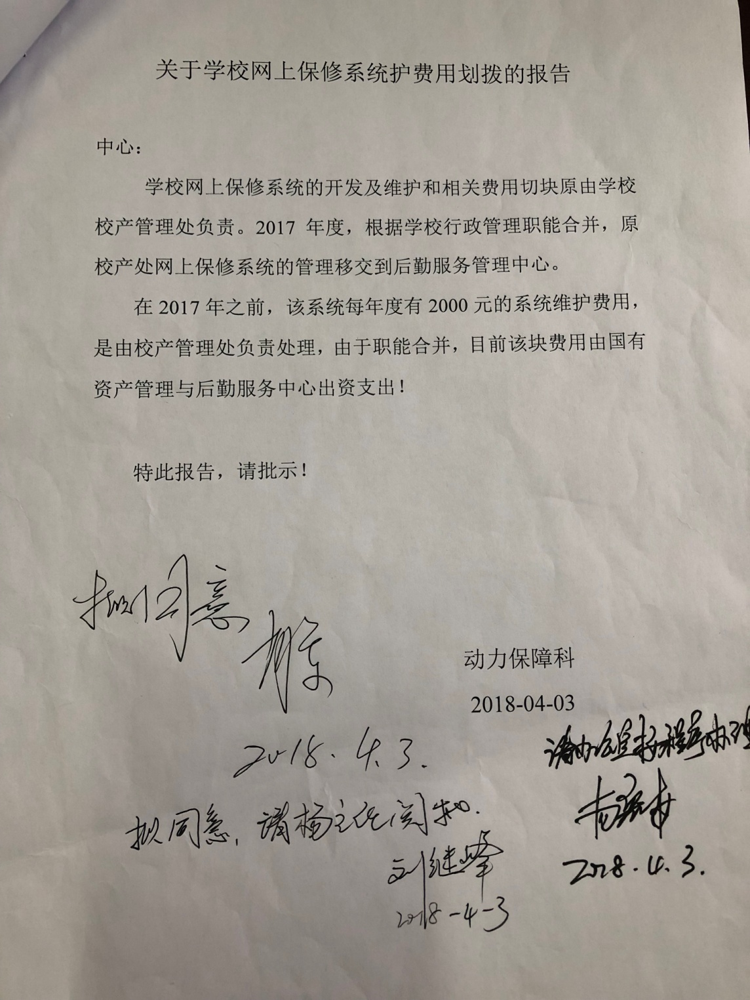 关于学校网上保修系统护费用划拨的报告
中心：
学校网上保修系统的开发及维护和相关费用切块原由学校
校产管理处负责。2017 年度，根据学校行政管理职能合并，原
校产处网上保修系统的管理移交到后勤服务管理中心。
在 2017 年之前，该系统每年度有 2000 元的系统维护费用，
是由校产管理处负责处理，由于职能合并，目前该块费用由国有
资产管理与后勤服务中心出资支出！
特此报告，请批示！
拟同意
动力保障科
2018-04-03
2018.4.3.
请办公室按程序办理
拟同意，请杨主任阅知.
刘继峰
2018-4-3
2018.4.3.